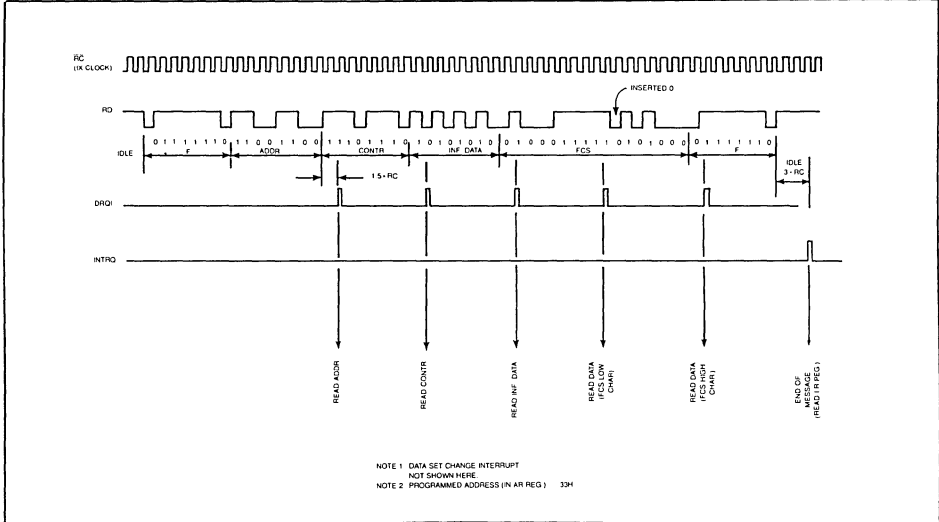 R̅C̅
(1X CLOCK)
INSERTED 0
RD
0 1 1 1 1 1 1 0 1 1 0 0 1 1 0 0 1 1 1 0 1 1 1 0 1 0 1 0 1 0 1 0 0 1 0 0 0 1 1 1 1 1 0 1 0 1 0 0 0 0 1 1 1 1 1 1 0
IDLE F ADDR CONTR INF DATA FCS F IDLE
3 · RC
1.5 · RC
DRQI
INTRQ
READ ADDR
READ CONTR
READ INF DATA
READ DATA
(FCS LOW
CHAR)
READ DATA
(FCS HIGH
CHAR)
END OF
MESSAGE
(READ I R REG)
NOTE 1 DATA SET CHANGE INTERRUPT
NOT SHOWN HERE.
NOTE 2 PROGRAMMED ADDRESS (IN AR REG) 33H